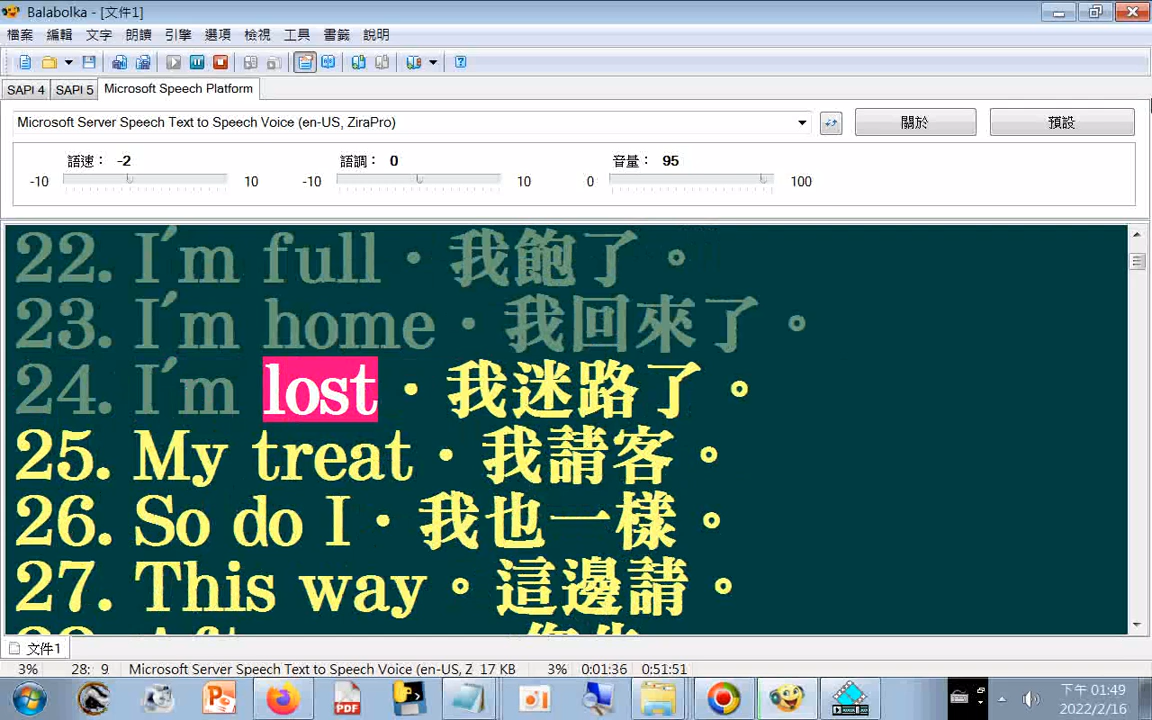 Balabolka - [文件1]
檔案 編輯 文字 朗讀 引擎 選項 檢視 工具 書籤 說明
SAPI 4 SAPI 5 Microsoft Speech Platform
Microsoft Server Speech Text to Speech Voice (en-US, ZiraPro) 關於 預設
語速： -2 語調： 0 音量： 95
-10 10 -10 10 0 100
22. I'm full．我飽了。
23. I'm home．我回來了。
24. I'm lost．我迷路了。
25. My treat．我請客。
26. So do I．我也一樣。
27. This way。這邊請。
文件1
3% 28: 9 Microsoft Server Speech Text to Speech Voice (en-US, Z 17 KB 3% 0:01:36 0:51:51
PDF
下午 01:49
2022/2/16